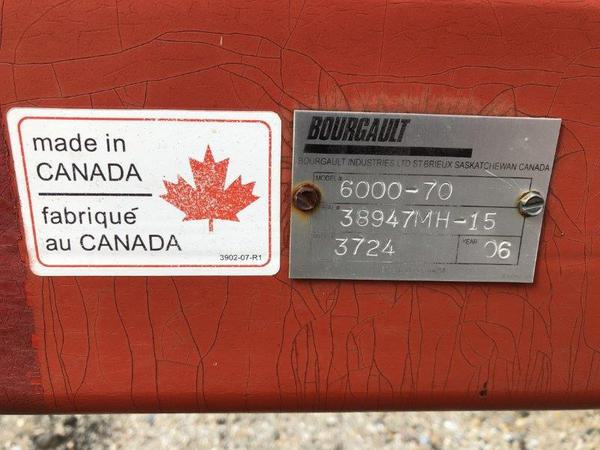 made in
CANADA
fabriqué
au CANADA
3902-07-R1
BOURGAULT
BOURGAULT INDUSTRIES LTD ST BRIEUX SASKATCHEWAN CANADA
MODEL# 6000-70
38947MH-15
3724 YEAR 06